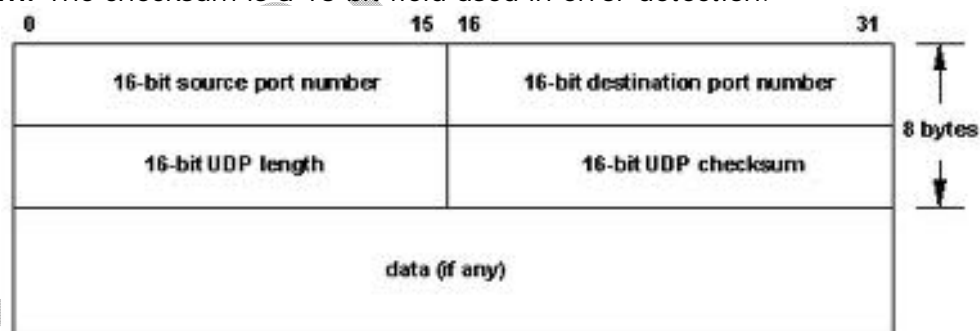 The checksum is a 16-bit field used in error detection.
0 15 16 31
16-bit source port number 16-bit destination port number
8 bytes
16-bit UDP length 16-bit UDP checksum
data (if any)